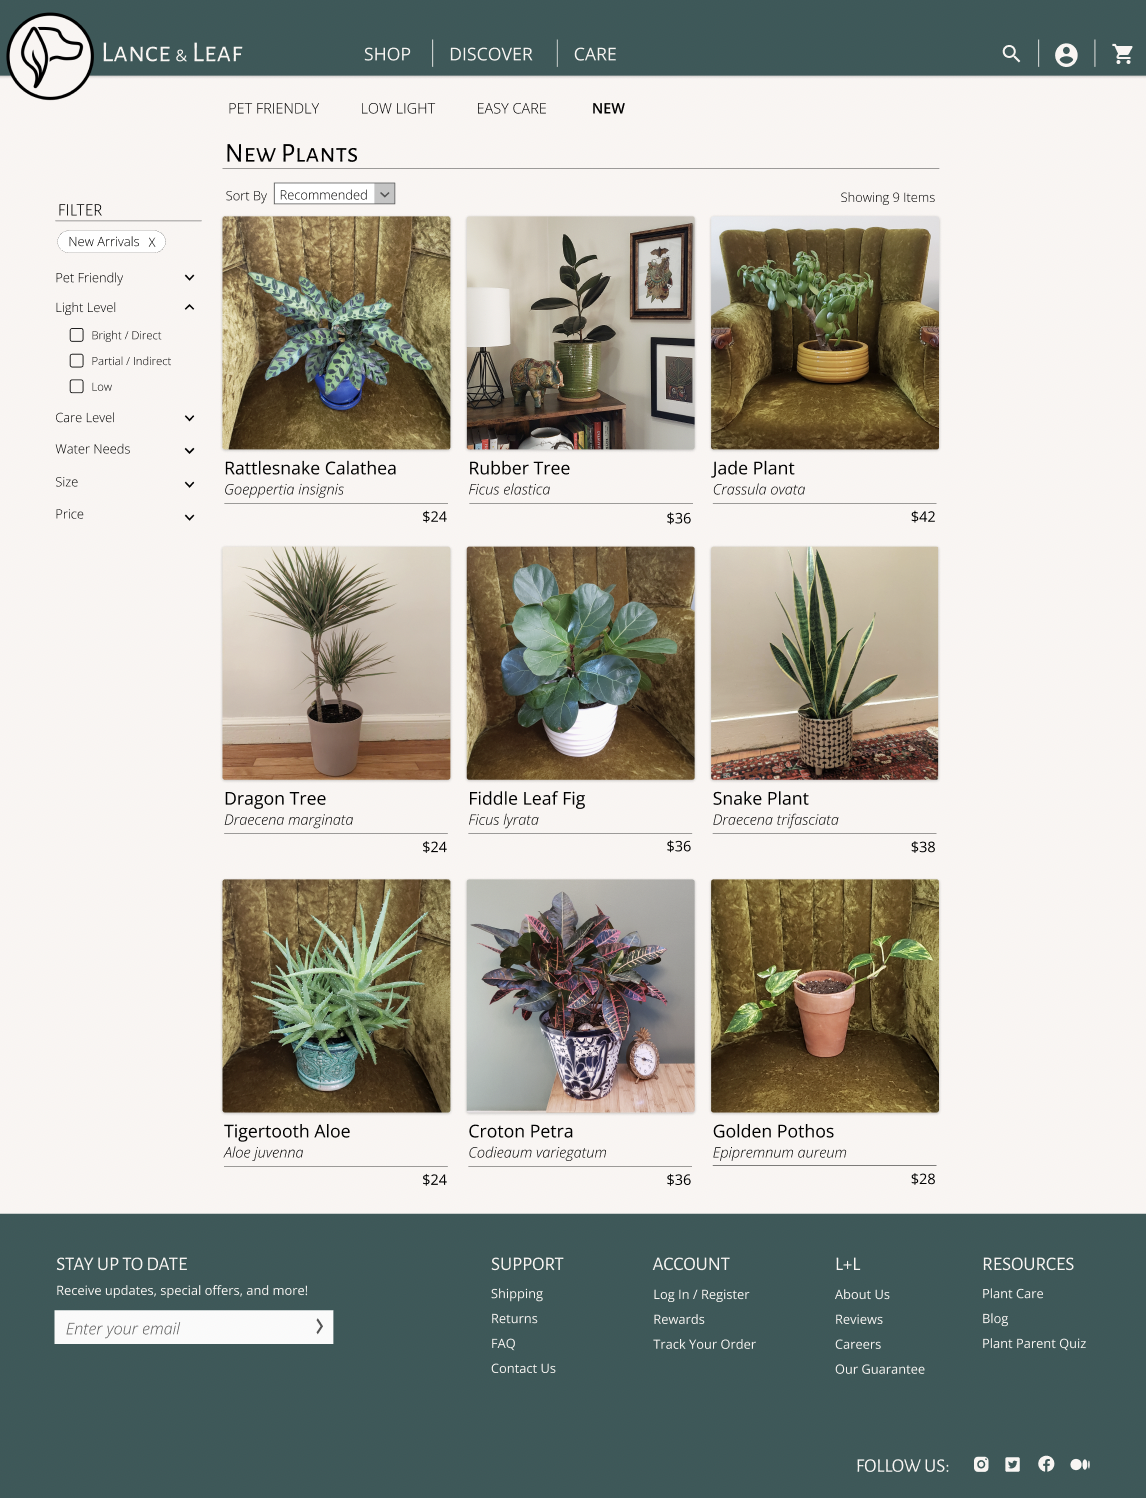 LANCE & LEAF
SHOP
DISCOVER
CARE
PET FRIENDLY
LOW LIGHT
EASY CARE
NEW
NEW PLANTS
Sort By
Recommended
Showing 9 Items
FILTER
New Arrivals X
Pet Friendly
Light Level
Bright / Direct
Partial / Indirect
Low
Care Level
Water Needs
Size
Price
Rattlesnake Calathea
Goeppertia insignis
$24
Rubber Tree
Ficus elastica
$36
Jade Plant
Crassula ovata
$42
Dragon Tree
Draecena marginata
$24
Fiddle Leaf Fig
Ficus lyrata
$36
Snake Plant
Draecena trifasciata
$38
Tigertooth Aloe
Aloe juvenna
$24
Croton Petra
Codieaum variegatum
$36
Golden Pothos
Epipremnum aureum
$28
STAY UP TO DATE
Receive updates, special offers, and more!
Enter your email
SUPPORT
Shipping
Returns
FAQ
Contact Us
ACCOUNT
Log In / Register
Rewards
Track Your Order
L+L
About Us
Reviews
Careers
Our Guarantee
RESOURCES
Plant Care
Blog
Plant Parent Quiz
FOLLOW US: